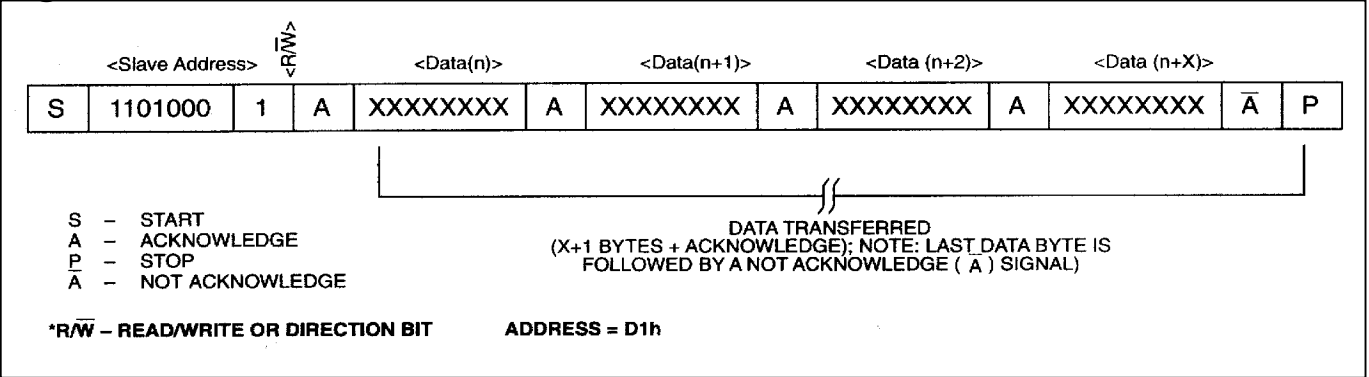 <Slave Address> <R/W̅> <Data(n)> <Data(n+1)> <Data (n+2)> <Data (n+X)>
S 1101000 1 A XXXXXXXX A XXXXXXXX A XXXXXXXX A XXXXXXXX A̅ P
S – START
A – ACKNOWLEDGE
P – STOP
A̅ – NOT ACKNOWLEDGE
DATA TRANSFERRED
(X+1 BYTES + ACKNOWLEDGE); NOTE: LAST DATA BYTE IS
FOLLOWED BY A NOT ACKNOWLEDGE ( A̅ ) SIGNAL)
*R/W̅ – READ/WRITE OR DIRECTION BIT ADDRESS = D1h